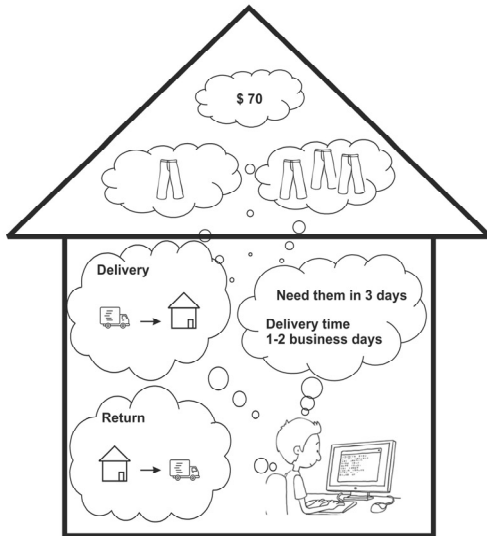 $ 70
Delivery
Need them in 3 days
Delivery time
1-2 business days
Return